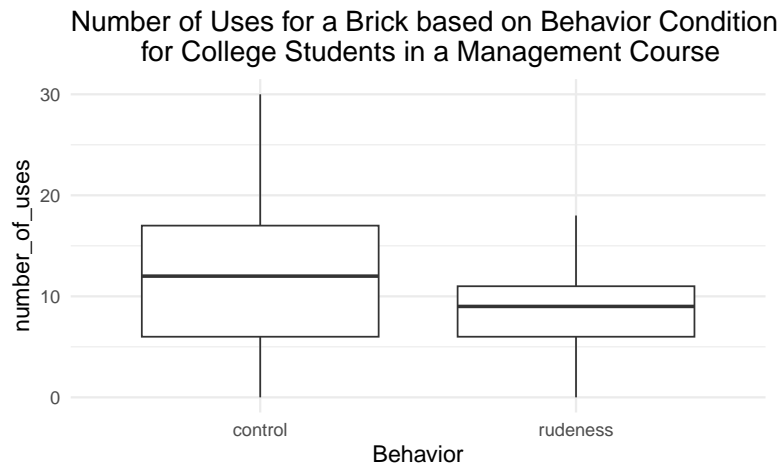 Number of Uses for a Brick based on Behavior Condition
for College Students in a Management Course
30
20
10
0
number_of_uses
control
rudeness
Behavior